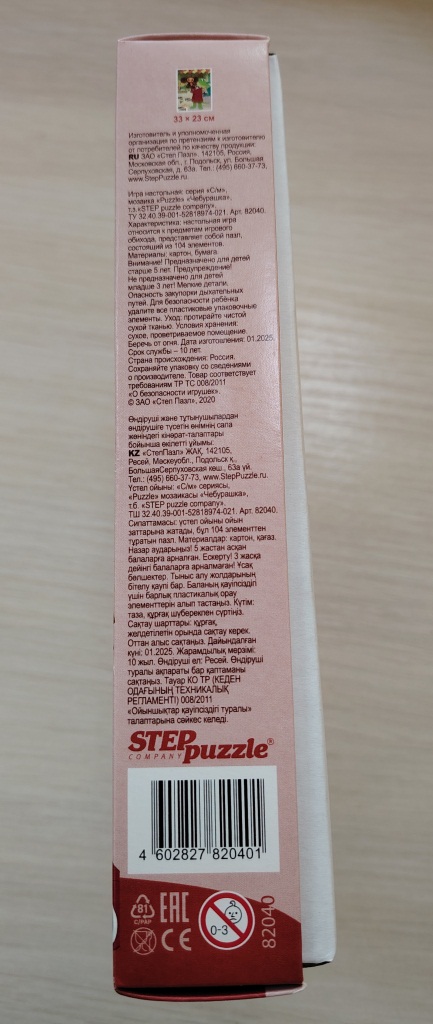 33 × 23 см
Изготовитель и уполномоченная
организация по претензиям к изготовителю
от потребителей по качеству продукции:
RU ЗАО «Степ Пазл», 142105, Россия,
Московская обл., г. Подольск, ул. Большая
Серпуховская, д. 63а. Тел.: (495) 660-37-73,
www.StepPuzzle.ru.
Игра настольная: серия «С/м»,
мозаика «Puzzle» «Чебурашка»,
т.з.«STEP puzzle company»,
ТУ 32.40.39-001-52818974-021. Арт. 82040.
Характеристика: настольная игра
относится к предметам игрового
обихода, представляет собой пазл,
состоящий из 104 элементов.
Материалы: картон, бумага
Внимание! Предназначено для детей
старше 5 лет. Предупреждение!
Не предназначено для детей
младше 3 лет! Мелкие детали.
Опасность закупорки дыхательных
путей. Для безопасности ребёнка
удалите все пластиковые упаковочные
элементы. Уход: протирайте чистой
сухой тканью. Условия хранения:
сухое, проветриваемое помещение.
Беречь от огня. Дата изготовления: 01.2025.
Срок службы – 10 лет.
Страна происхождения: Россия.
Сохраняйте упаковку со сведениями
о производителе. Товар соответствует
требованиям ТР ТС 008/2011
«О безопасности игрушек».
© ЗАО «Степ Пазл», 2020
Өндіруші және тұтынушылардан
өндірушіге түсетін өнімнің сапа
жөніндегі кінәрат-талаптары
бойынша өкілетті ұйымы:
KZ «СтепПазл» ЖАҚ, 142105,
Ресей, Мәскеуобл., Подольск қ.,
БольшаяСерпуховская көш., 63а үй.
Тел.: (495) 660-37-73, www.StepPuzzle.ru.
Үстел ойыны: «С/м» сериясы,
«Puzzle» мозаикасы «Чебурашка»,
т.б. «STEP puzzle company».
ТШ 32.40.39-001-52818974-021. Арт. 82040.
Сипаттамасы: үстел ойыны ойын
заттарына жатады, бұл 104 элементтен
тұратын пазл. Материалдар: картон, қағаз.
Назар аударыңыз! 5 жастан асқан
балаларға арналған. Ескерту! 3 жасқа
дейінгі балаларға арналмаған! Ұсақ
бөлшектер. Тыныс алу жолдарының
бітелу қаупі бар. Баланың қауіпсіздігі
үшін барлық пластикалық орау
элементтерін алып тастаңыз. Күтім:
таза, құрғақ шүберекпен сүртіңіз.
Сақтау шарттары: құрғақ,
желдетілетін орында сақтау керек.
Оттан алыс сақтаңыз. Дайындалған
күні: 01.2025. Жарамдылық мерзімі:
10 жыл. Өндіруші ел: Ресей. Өндіруші
туралы ақпараты бар қаптаманы
сақтаңыз. Тауар КО ТР (КЕДЕН
ОДАҒЫНЫҢ ТЕХНИКАЛЫҚ
РЕГЛАМЕНТІ) 008/2011
«Ойыншықтар қауіпсіздігі туралы»
талаптарына сәйкес келеді.
STEP puzzle®
COMPANY
4 602827 820401
81
C/PAP
EAC
CE
0-3
82040